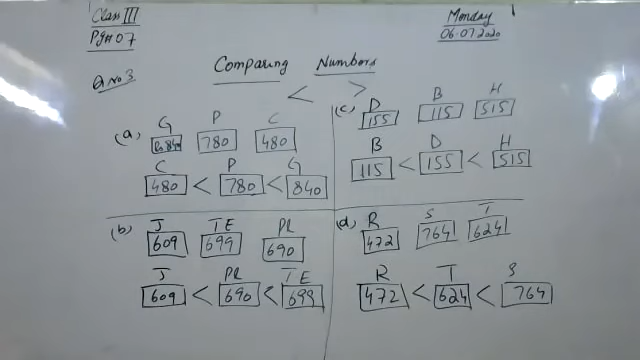 Class III
Pg# 07
Monday
06.07.2020
Q no 3
Comparing Numbers
< >
(a) G P C
840 780 480
C P G
480 < 780 < 840
(c) D B H
155 115 515
B D H
115 < 155 < 515
(b) J TE PR
609 699 690
J PR TE
609 < 690 < 699
(d) R S T
472 764 624
R T S
472 < 624 < 764